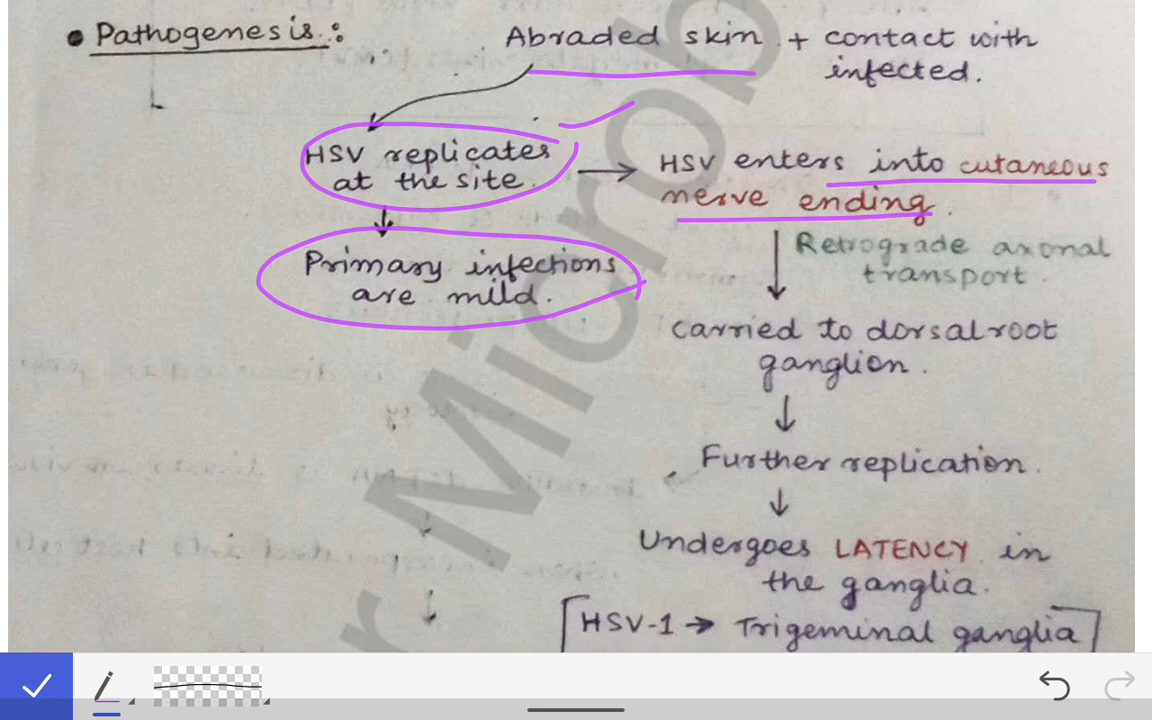 • Pathogenesis :
Abraded skin + contact with
infected.
HSV replicates
at the site.
HSV enters into cutaneous
nerve ending.
Primary infections
are mild.
Retrograde axonal
transport.
Carried to dorsal root
ganglion.
Further replication.
Undergoes LATENCY in
the ganglia.
[HSV-1 → Trigeminal ganglia]
r Microb